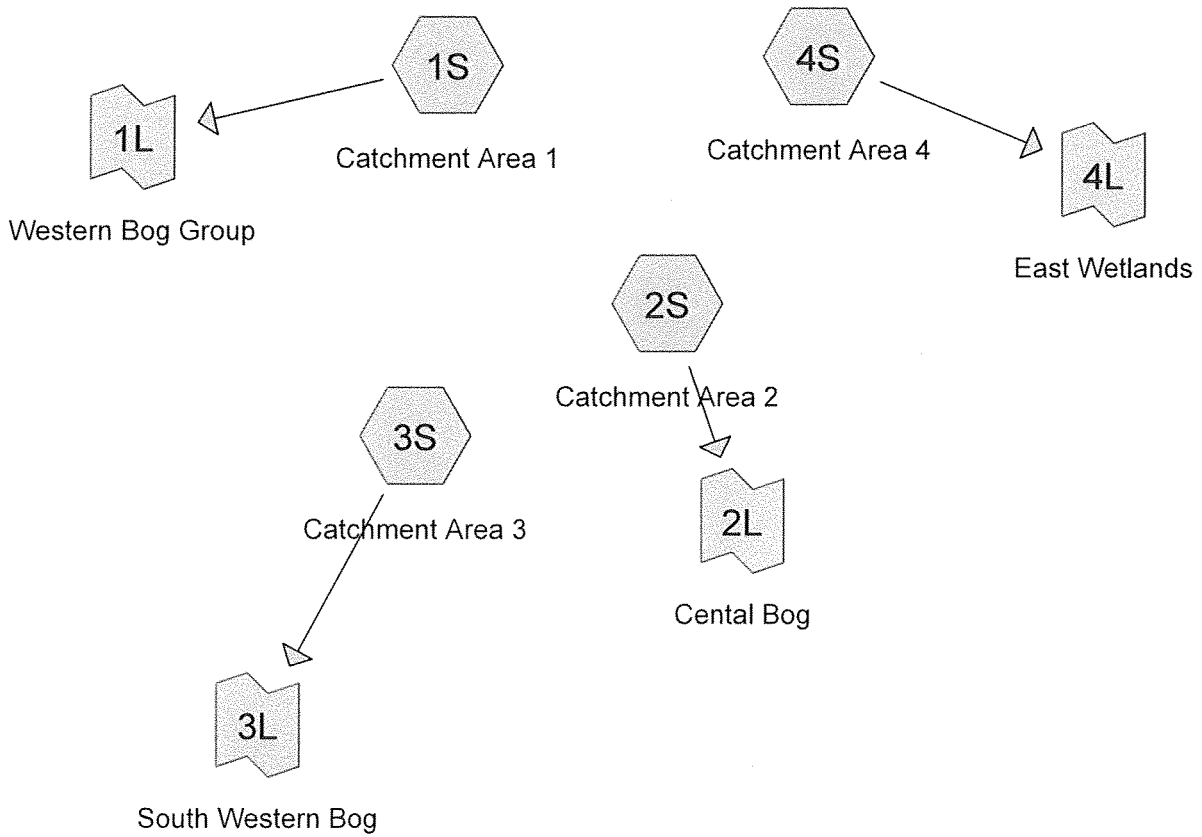 1S
4S
1L
Catchment Area 1
Catchment Area 4
4L
Western Bog Group
East Wetlands
2S
Catchment Area 2
3S
2L
Catchment Area 3
Cental Bog
3L
South Western Bog